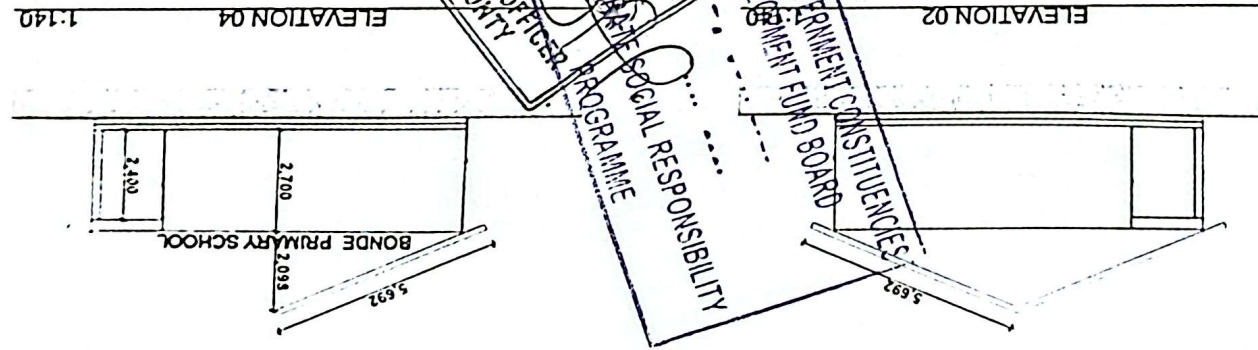 ELEVATION 04
1:140
ELEVATION 02
2,400
2,700
BONDE PRIMARY SCHOOL
2,098
5,692
5,692
OFFICER
SOCIAL RESPONSIBILITY
PROGRAMME
CONSTITUENCIES
FUND BOARD